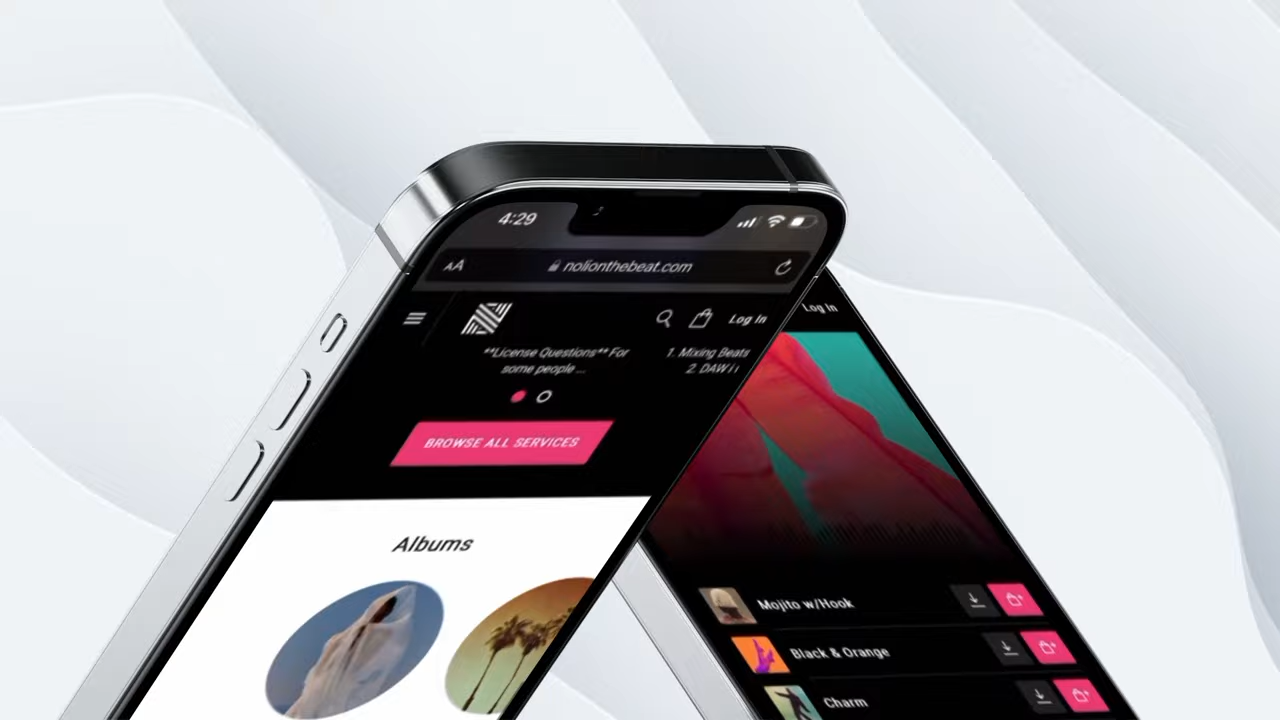 4:29
AA
nolionthebeat.com
Log In
**License Questions** For
some people ...
1. Mixing Beats
2. DAW
BROWSE ALL SERVICES
Albums
Log In
Mojito w/Hook
Black & Orange
Charm